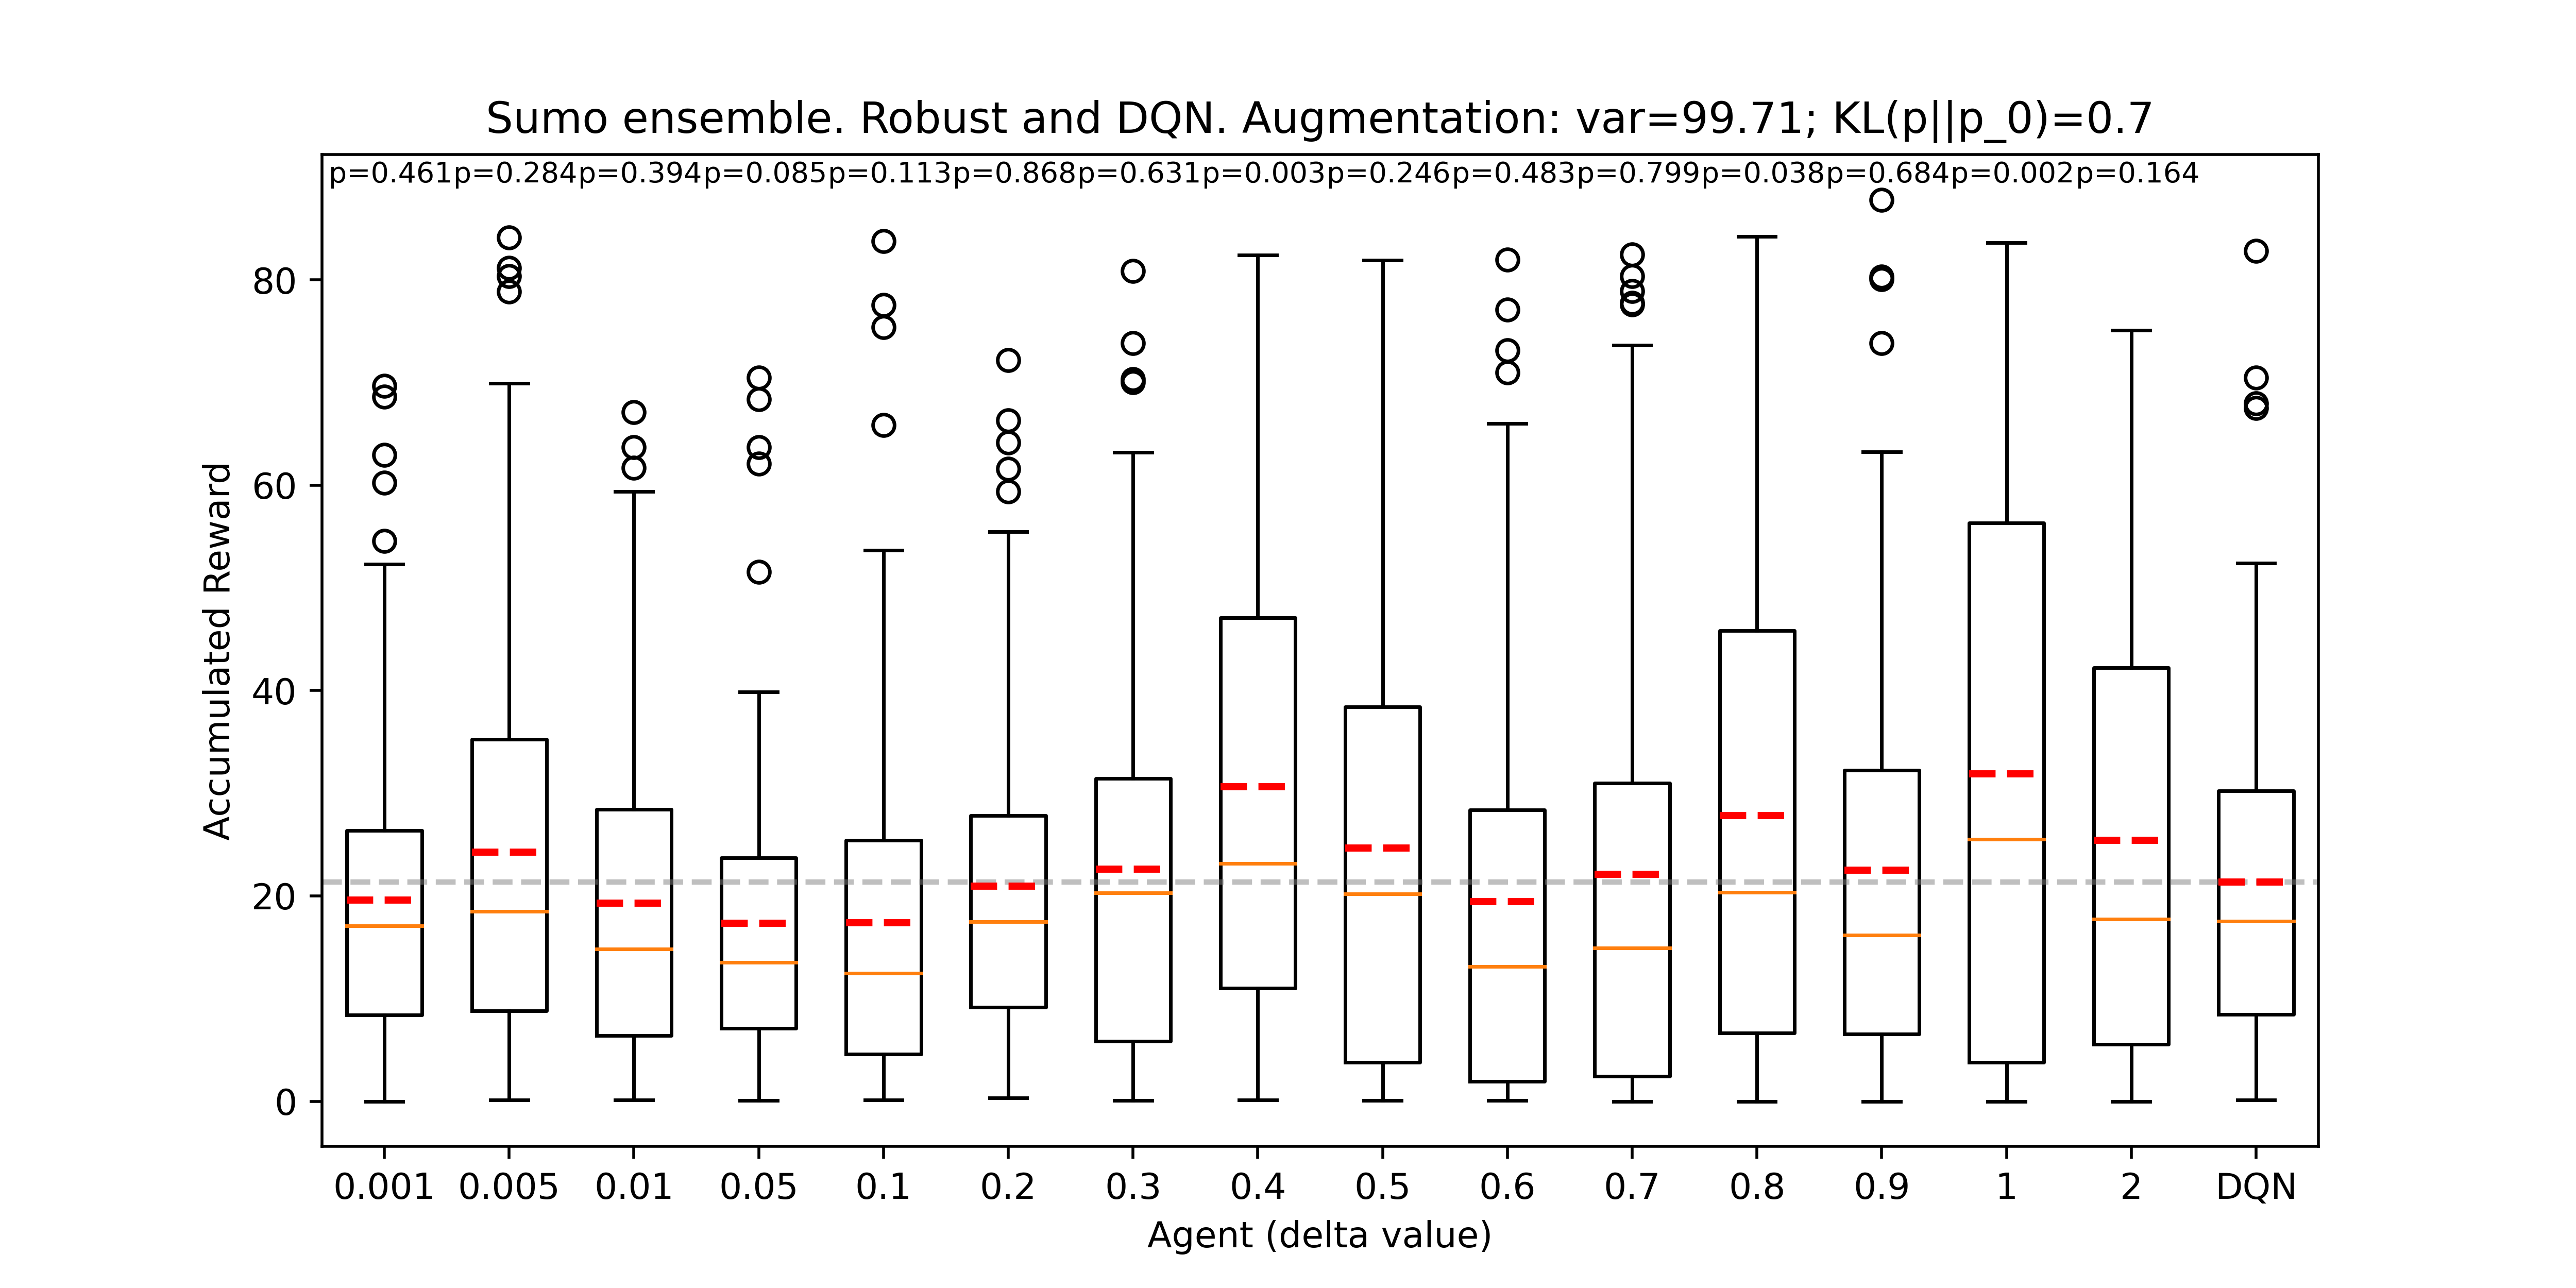 Sumo ensemble. Robust and DQN. Augmentation: var=99.71; KL(p||p_0)=0.7
p=0.461p=0.284p=0.394p=0.085p=0.113p=0.868p=0.631p=0.003p=0.246p=0.483p=0.799p=0.038p=0.684p=0.002p=0.164
80
60
40
20
0
Accumulated Reward
0.001 0.005 0.01 0.05 0.1 0.2 0.3 0.4 0.5 0.6 0.7 0.8 0.9 1 2 DQN
Agent (delta value)